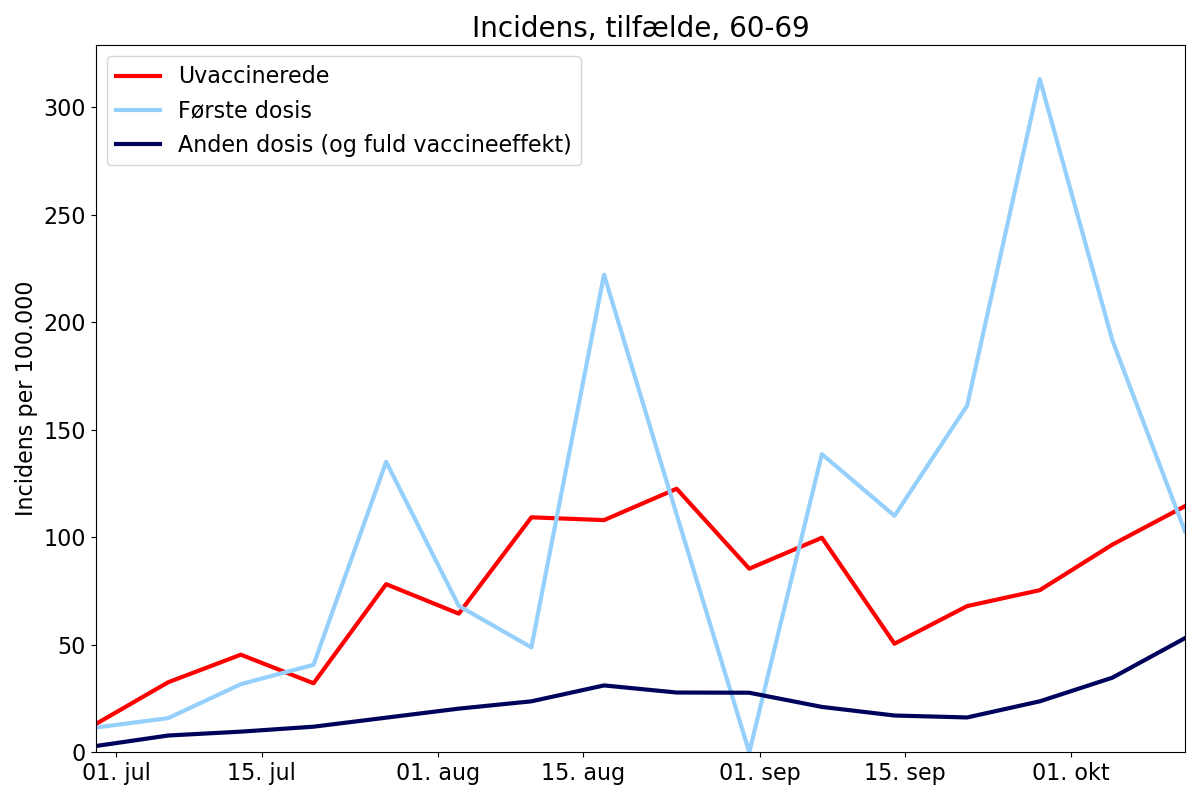 Incidens, tilfælde, 60-69
Uvaccinerede
Første dosis
Anden dosis (og fuld vaccineeffekt)
Incidens per 100.000
300
250
200
150
100
50
0
01. jul 15. jul 01. aug 15. aug 01. sep 15. sep 01. okt